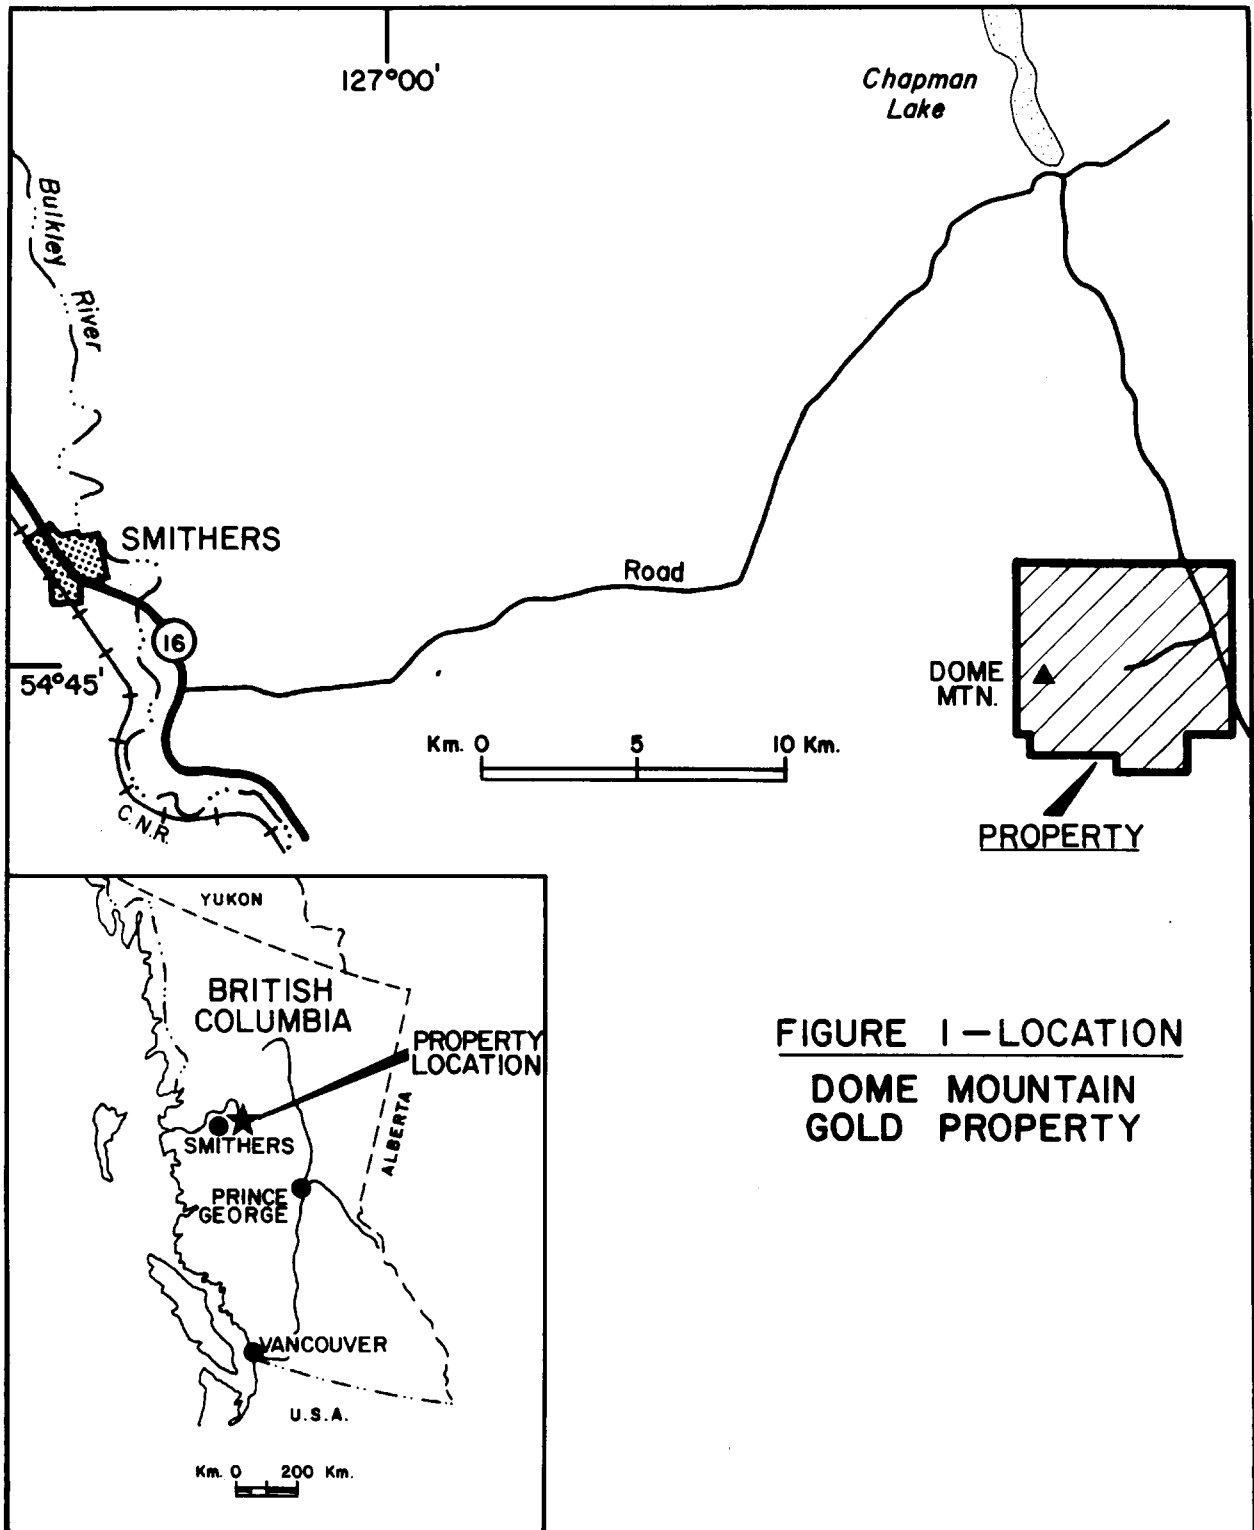 127°00'
Chapman
Lake
Bulkley
River
SMITHERS
Road
16
54°45'
DOME
MTN.
Km. 0 5 10 Km.
C.N.R.
PROPERTY
YUKON
BRITISH
COLUMBIA
PROPERTY
LOCATION
ALBERTA
SMITHERS
PRINCE
GEORGE
VANCOUVER
U.S.A.
Km. 0 200 Km.
FIGURE 1-LOCATION
DOME MOUNTAIN
GOLD PROPERTY